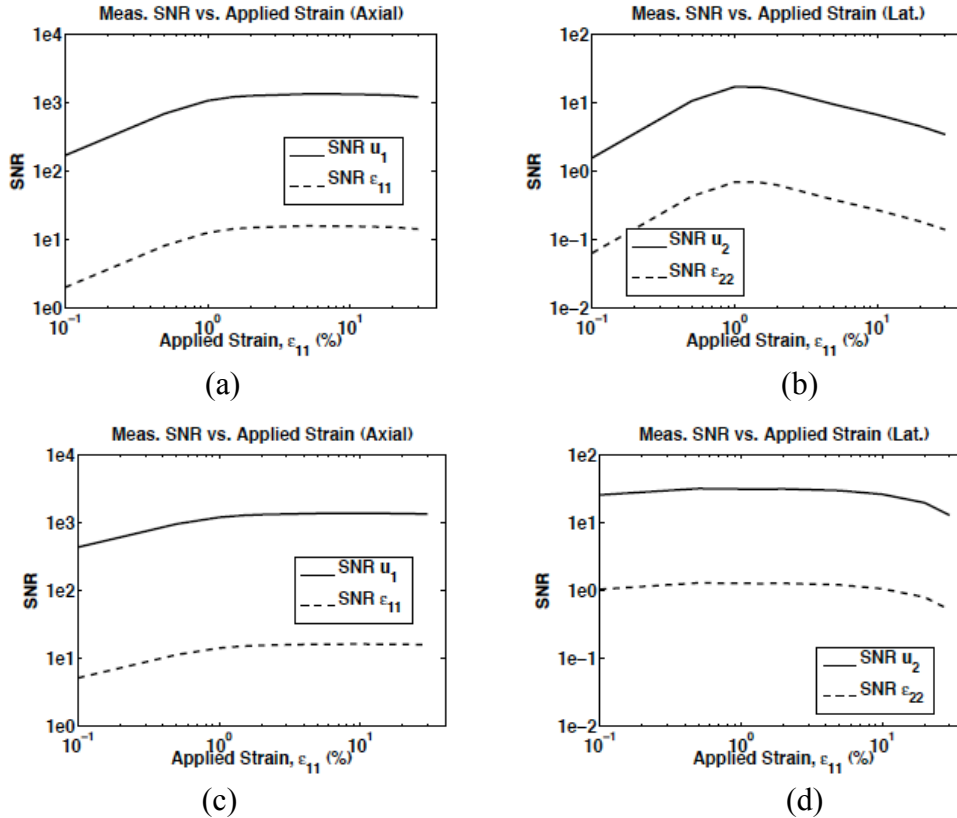 Meas. SNR vs. Applied Strain (Axial)
1e4
1e3
1e2
1e1
1e0
SNR
SNR u₁
SNR ε₁₁
10⁻¹ 10⁰ 10¹
Applied Strain, ε₁₁ (%)
(a)
Meas. SNR vs. Applied Strain (Lat.)
1e2
1e1
1e0
1e−1
1e−2
SNR
SNR u₂
SNR ε₂₂
10⁻¹ 10⁰ 10¹
Applied Strain, ε₁₁ (%)
(b)
Meas. SNR vs. Applied Strain (Axial)
1e4
1e3
1e2
1e1
1e0
SNR
SNR u₁
SNR ε₁₁
10⁻¹ 10⁰ 10¹
Applied Strain, ε₁₁ (%)
(c)
Meas. SNR vs. Applied Strain (Lat.)
1e2
1e1
1e0
1e−1
1e−2
SNR
SNR u₂
SNR ε₂₂
10⁻¹ 10⁰ 10¹
Applied Strain, ε₁₁ (%)
(d)